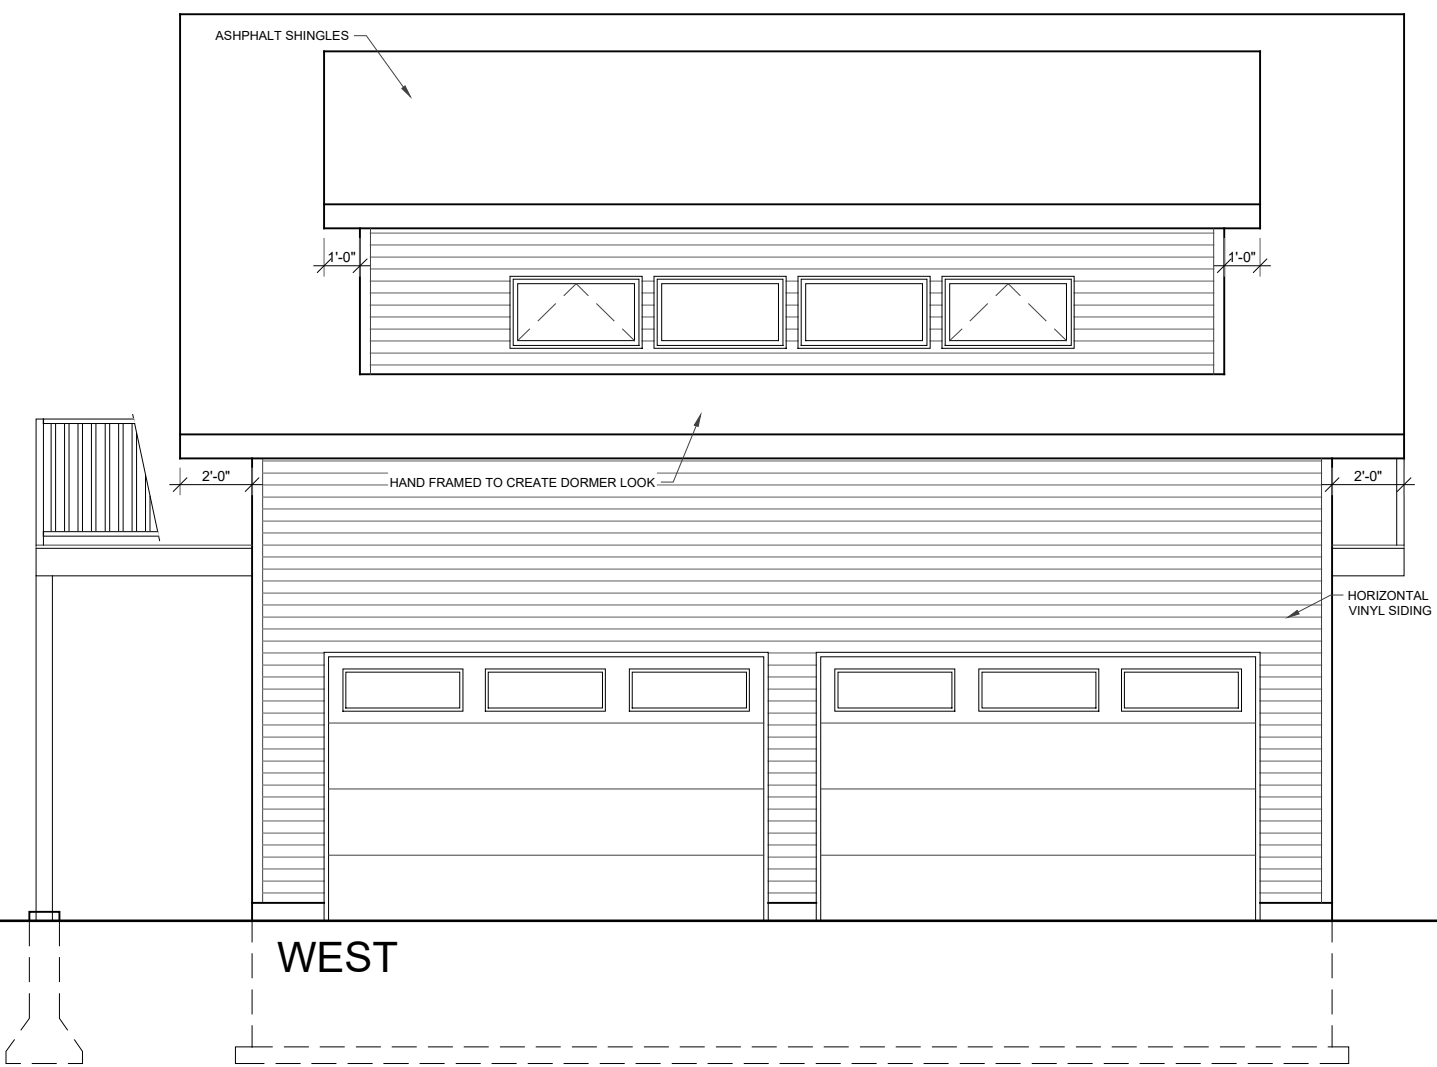 ASHPHALT SHINGLES
1'-0"
1'-0"
2'-0"
HAND FRAMED TO CREATE DORMER LOOK
2'-0"
HORIZONTAL
VINYL SIDING
WEST